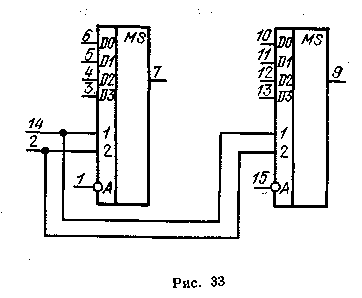 6 D0 MS
5 D1 7
4 D2
3 D3
14 1
2 2
1 A
10 D0 MS
11 D1 9
12 D2
13 D3
1
2
15 A
Рис. 33